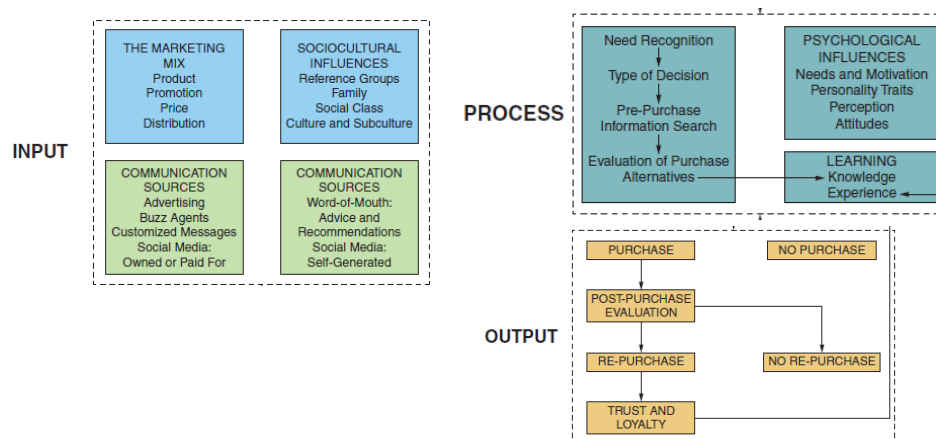 INPUT
THE MARKETING
MIX
Product
Promotion
Price
Distribution
SOCIOCULTURAL
INFLUENCES
Reference Groups
Family
Social Class
Culture and Subculture
COMMUNICATION
SOURCES
Advertising
Buzz Agents
Customized Messages
Social Media:
Owned or Paid For
COMMUNICATION
SOURCES
Word-of-Mouth:
Advice and
Recommendations
Social Media:
Self-Generated
PROCESS
Need Recognition
Type of Decision
Pre-Purchase
Information Search
Evaluation of Purchase
Alternatives
PSYCHOLOGICAL
INFLUENCES
Needs and Motivation
Personality Traits
Perception
Attitudes
LEARNING
Knowledge
Experience
OUTPUT
PURCHASE
NO PURCHASE
POST-PURCHASE
EVALUATION
RE-PURCHASE
NO RE-PURCHASE
TRUST AND
LOYALTY